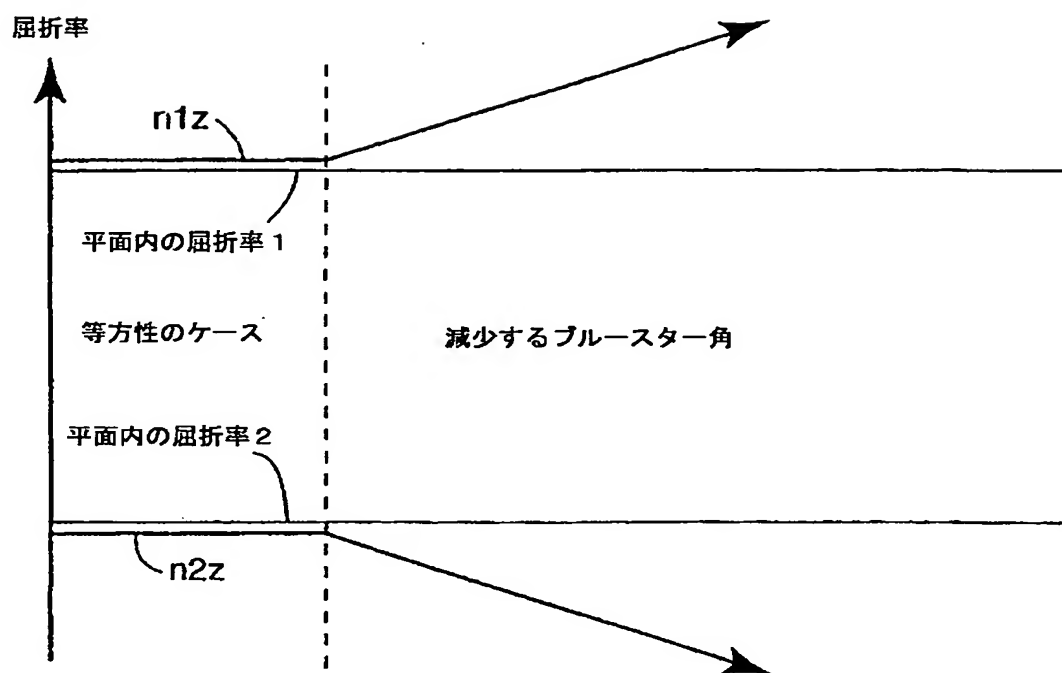 屈折率
n1z
平面内の屈折率1
等方性のケース
減少するブルースター角
平面内の屈折率2
n2z